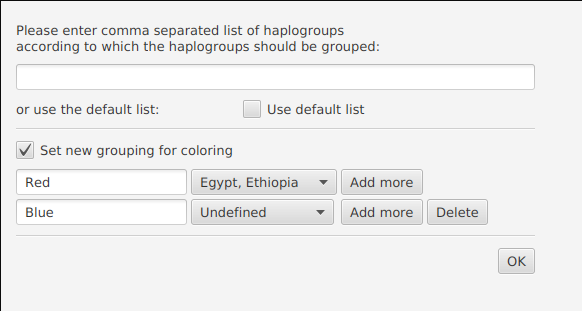 Please enter comma separated list of haplogroups
according to which the haplogroups should be grouped:
or use the default list: Use default list
Set new grouping for coloring
Red Egypt, Ethiopia Add more
Blue Undefined Add more Delete
OK